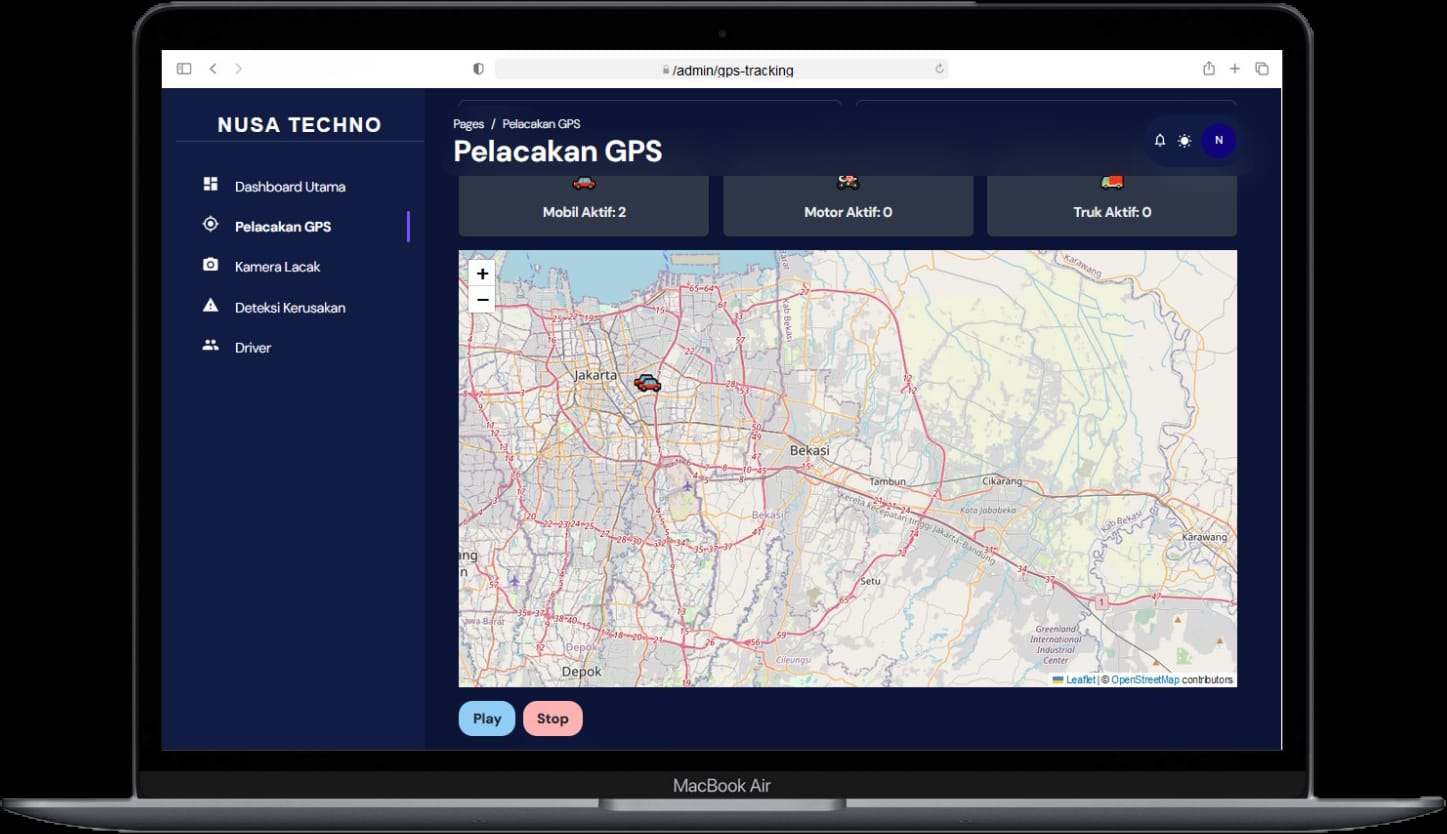 /admin/gps-tracking
NUSA TECHNO
Dashboard Utama
Pelacakan GPS
Kamera Lacak
Deteksi Kerusakan
Driver
Pages / Pelacakan GPS
Pelacakan GPS
N
Mobil Aktif: 2
Motor Aktif: 0
Truk Aktif: 0
+
−
Karawang
Kab Bekasi
Jakarta
Bekasi
Tambun
Cikarang
Kota Jababeka
Kereta Kecepatan tinggi Jakarta-Bandung
Bekasi
Kab Bekasi
Karawang
Setu
Greenland
International
Industrial
Center
Depok
Depok
Cileungsi
Leaflet | © OpenStreetMap contributors
Play
Stop
MacBook Air